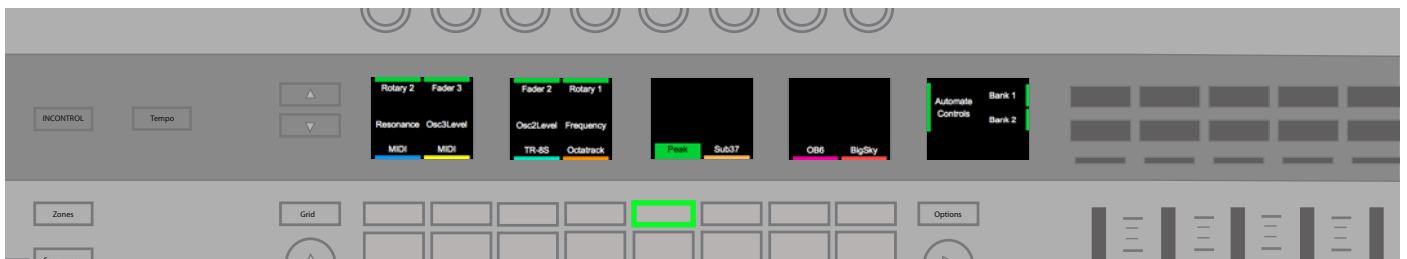 Rotary 2 Fader 3 Fader 2 Rotary 1
Automate Controls Bank 1
Bank 2
INCONTROL Tempo
Resonance Osc3Level Osc2Level Frequency
MIDI MIDI TR-8S Octatrack Peak Sub37 OB6 BigSky
Zones Grid Options